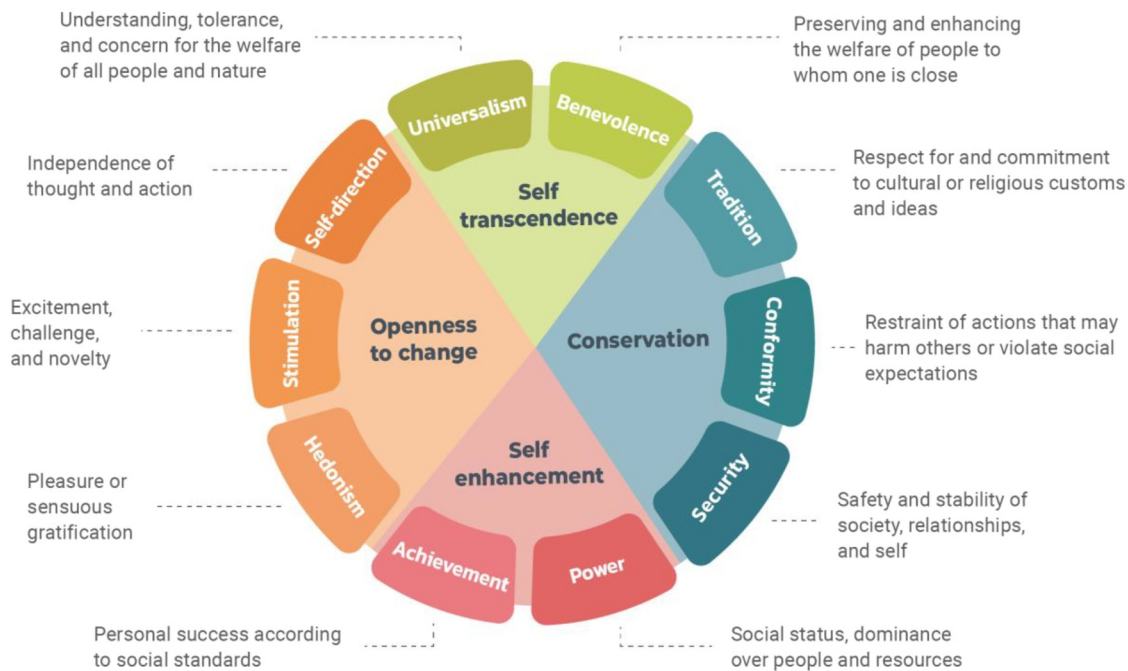 Understanding, tolerance,
and concern for the welfare
of all people and nature
Preserving and enhancing
the welfare of people to
whom one is close
Universalism
Benevolence
Self
transcendence
Independence of
thought and action
Self-direction
Tradition
Respect for and commitment
to cultural or religious customs
and ideas
Excitement,
challenge,
and novelty
Stimulation
Openness
to change
Conservation
Conformity
Restraint of actions that may
harm others or violate social
expectations
Pleasure or
sensuous
gratification
Hedonism
Self
enhancement
Security
Safety and stability of
society, relationships,
and self
Achievement
Power
Personal success according
to social standards
Social status, dominance
over people and resources